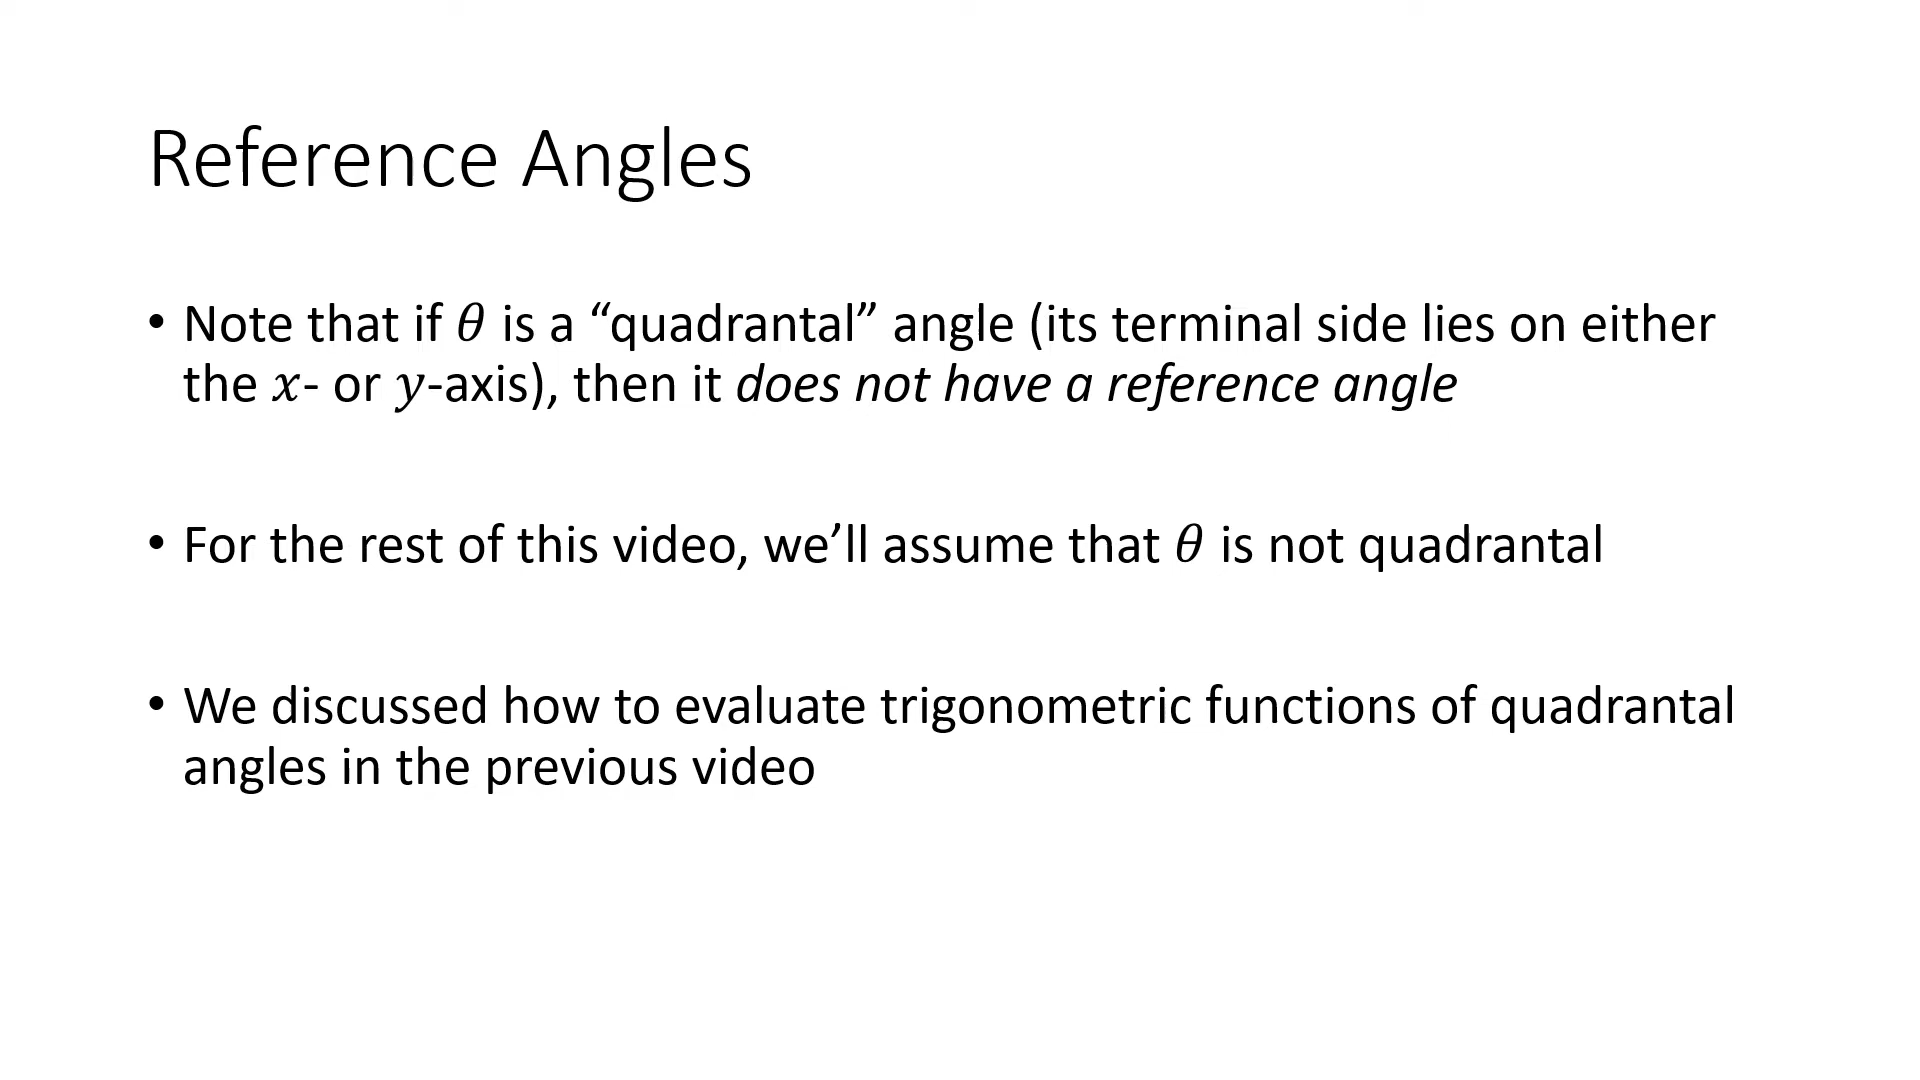 Reference Angles
• Note that if 𝜃 is a “quadrantal” angle (its terminal side lies on either
the 𝑥- or 𝑦-axis), then it does not have a reference angle
• For the rest of this video, we’ll assume that 𝜃 is not quadrantal
• We discussed how to evaluate trigonometric functions of quadrantal
angles in the previous video